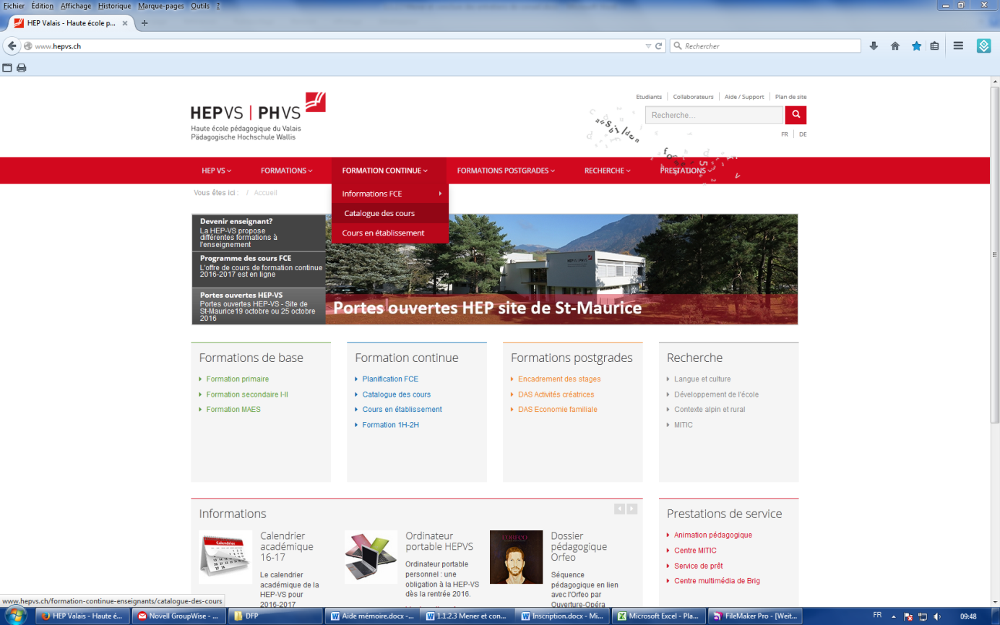 Fichier Édition Affichage Historique Marque-pages Outils ?
HEP Valais - Haute école p...
www.hepvs.ch
Rechercher
HEPVS | PHVS
Haute école pédagogique du Valais
Pädagogische Hochschule Wallis
Etudiants Collaborateurs Aide / Support Plan de site
Recherche...
FR DE
HEP VS FORMATIONS FORMATION CONTINUE FORMATIONS POSTGRADES RECHERCHE PRESTATIONS
Vous êtes ici : / Accueil
Informations FCE
Catalogue des cours
Cours en établissement
Devenir enseignant?
La HEP-VS propose
différentes formations à
l'enseignement
Programme des cours FCE
L'offre de cours de formation continue
2016-2017 est en ligne
Portes ouvertes HEP-VS
Portes ouvertes HEP-VS - Site de
St-Maurice19 octobre ou 25 octobre
2016
HEPVS PHVS
Portes ouvertes HEP site de St-Maurice
Formations de base
Formation primaire
Formation secondaire I-II
Formation MAES
Formation continue
Planification FCE
Catalogue des cours
Cours en établissement
Formation 1H-2H
Formations postgrades
Encadrement des stages
DAS Activités créatrices
DAS Economie familiale
Recherche
Langue et culture
Développement de l'école
Contexte alpin et rural
MITIC
Informations
Calendrier
Calendrier
académique
16-17
Le calendrier
académique de la
HEP-VS pour
2016-2017
Ordinateur
portable HEPVS
Ordinateur portable
personnel : une
obligation à la HEP-VS
dès la rentrée 2016.
Dossier
pédagogique
Orfeo
Séquence
pédagogique en lien
avec l'Orfeo par
Ouverture-Opéra
L'ORFEO
Prestations de service
Animation pédagogique
Centre MITIC
Service de prêt
Centre multimédia de Brig
www.hepvs.ch/formation-continue-enseignants/catalogue-des-cours
HEP Valais - Haute é...
Novell GroupWise - ...
DFP
Aide mémoire.docx -...
1.1.2.3 Mener et con...
Inscription.docx - Mi...
Microsoft Excel - Pla...
FileMaker Pro - [Weit...
FR
09:48